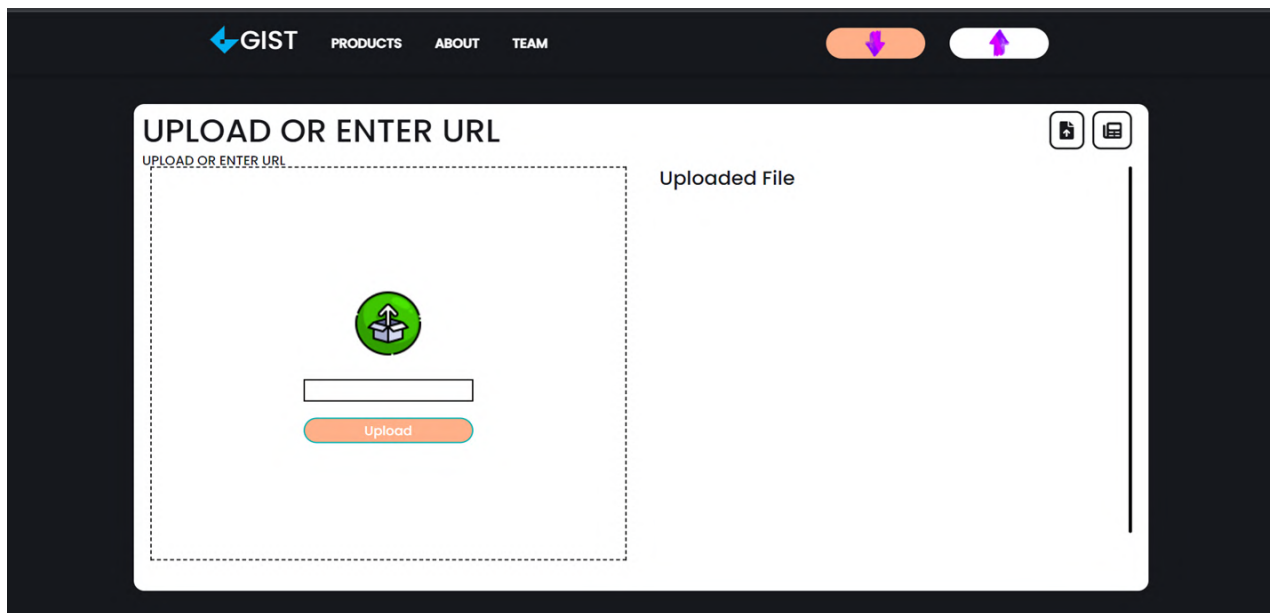 GIST PRODUCTS ABOUT TEAM
UPLOAD OR ENTER URL
UPLOAD OR ENTER URL
Uploaded File
Upload